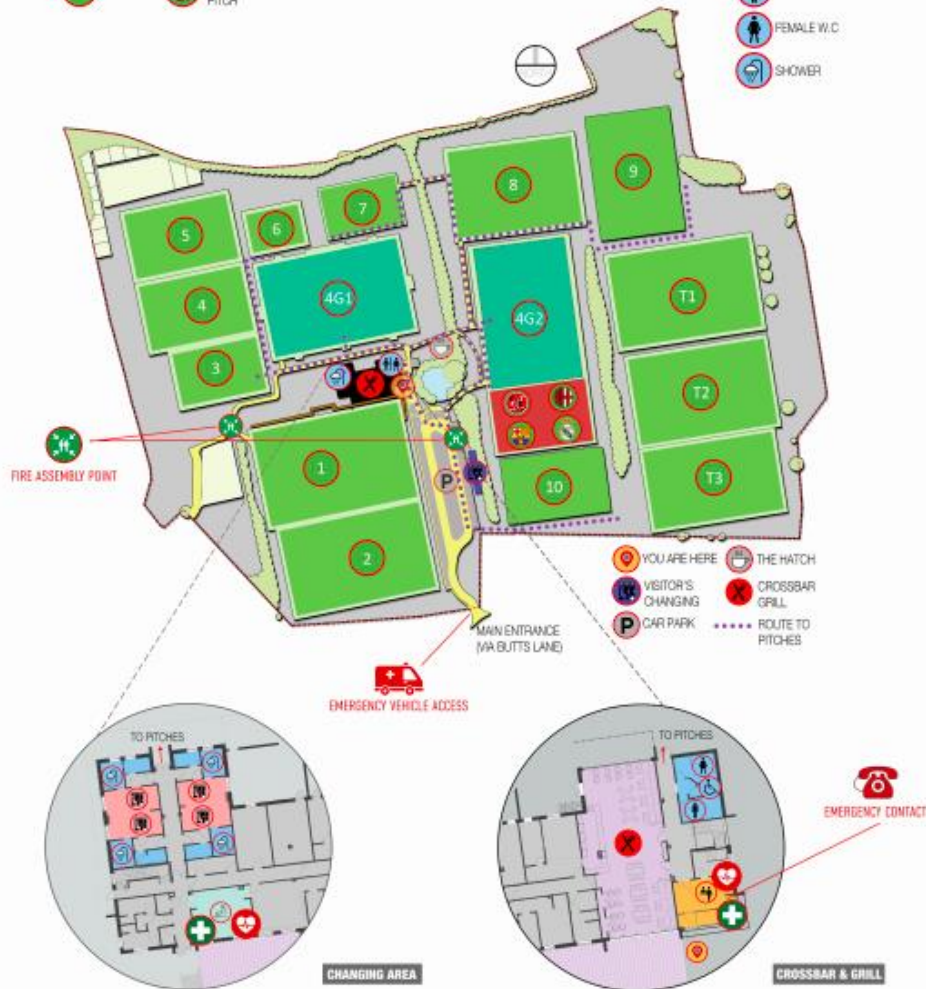 PITCH
FEMALE W.C
SHOWER
9
8
7
6
5
4
3
4G1
4G2
T1
T2
T3
1
2
10
P
FIRE ASSEMBLY POINT
YOU ARE HERE
THE HATCH
VISITOR'S
CHANGING
CROSSBAR
GRILL
P
CAR PARK
ROUTE TO
PITCHES
MAIN ENTRANCE
(VIA BUTTS LANE)
EMERGENCY VEHICLE ACCESS
TO PITCHES
TO PITCHES
EMERGENCY CONTACT
CHANGING AREA
CROSSBAR & GRILL